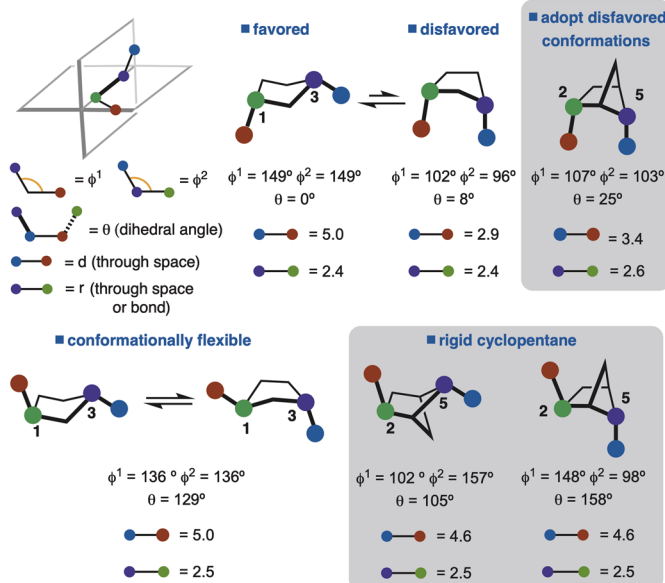 ■ favored
■ disfavored
■ adopt disfavored
conformations
1
3
2
5
= ϕ¹
= ϕ²
= θ (dihedral angle)
= d (through space)
= r (through space
or bond)
ϕ¹ = 149º ϕ² = 149º
θ = 0º
= 5.0
= 2.4
ϕ¹ = 102º ϕ² = 96º
θ = 8º
= 2.9
= 2.4
ϕ¹ = 107º ϕ² = 103º
θ = 25º
= 3.4
= 2.6
■ conformationally flexible
■ rigid cyclopentane
1
3
1
3
2
5
2
5
ϕ¹ = 136 º ϕ² = 136º
θ = 129º
= 5.0
= 2.5
ϕ¹ = 102 º ϕ² = 157º
θ = 105º
= 4.6
= 2.5
ϕ¹ = 148º ϕ² = 98º
θ = 158º
= 4.6
= 2.5